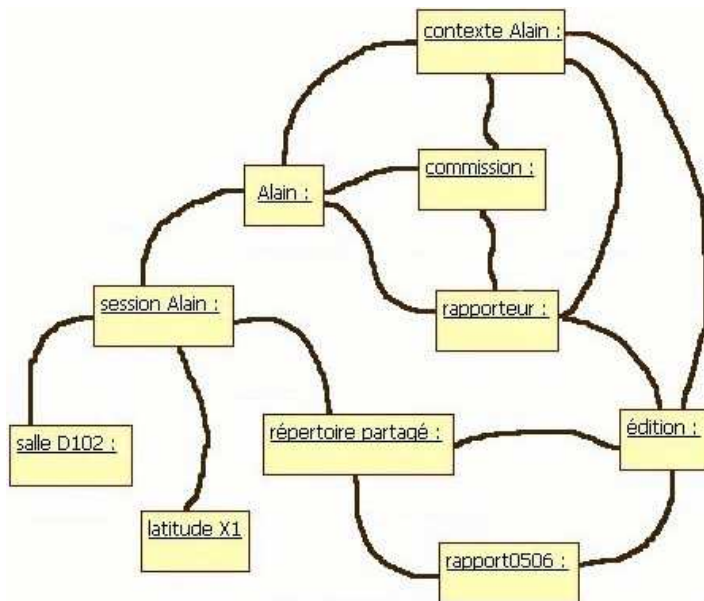 contexte Alain :
commission :
Alain :
rapporteur :
session Alain :
répertoire partagé :
édition :
salle D102 :
latitude X1
rapport0506 :